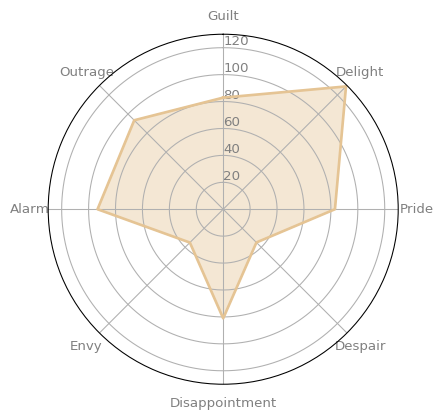 Guilt
120
Outrage
Delight
100
80
60
40
20
Alarm
Pride
Envy
Despair
Disappointment